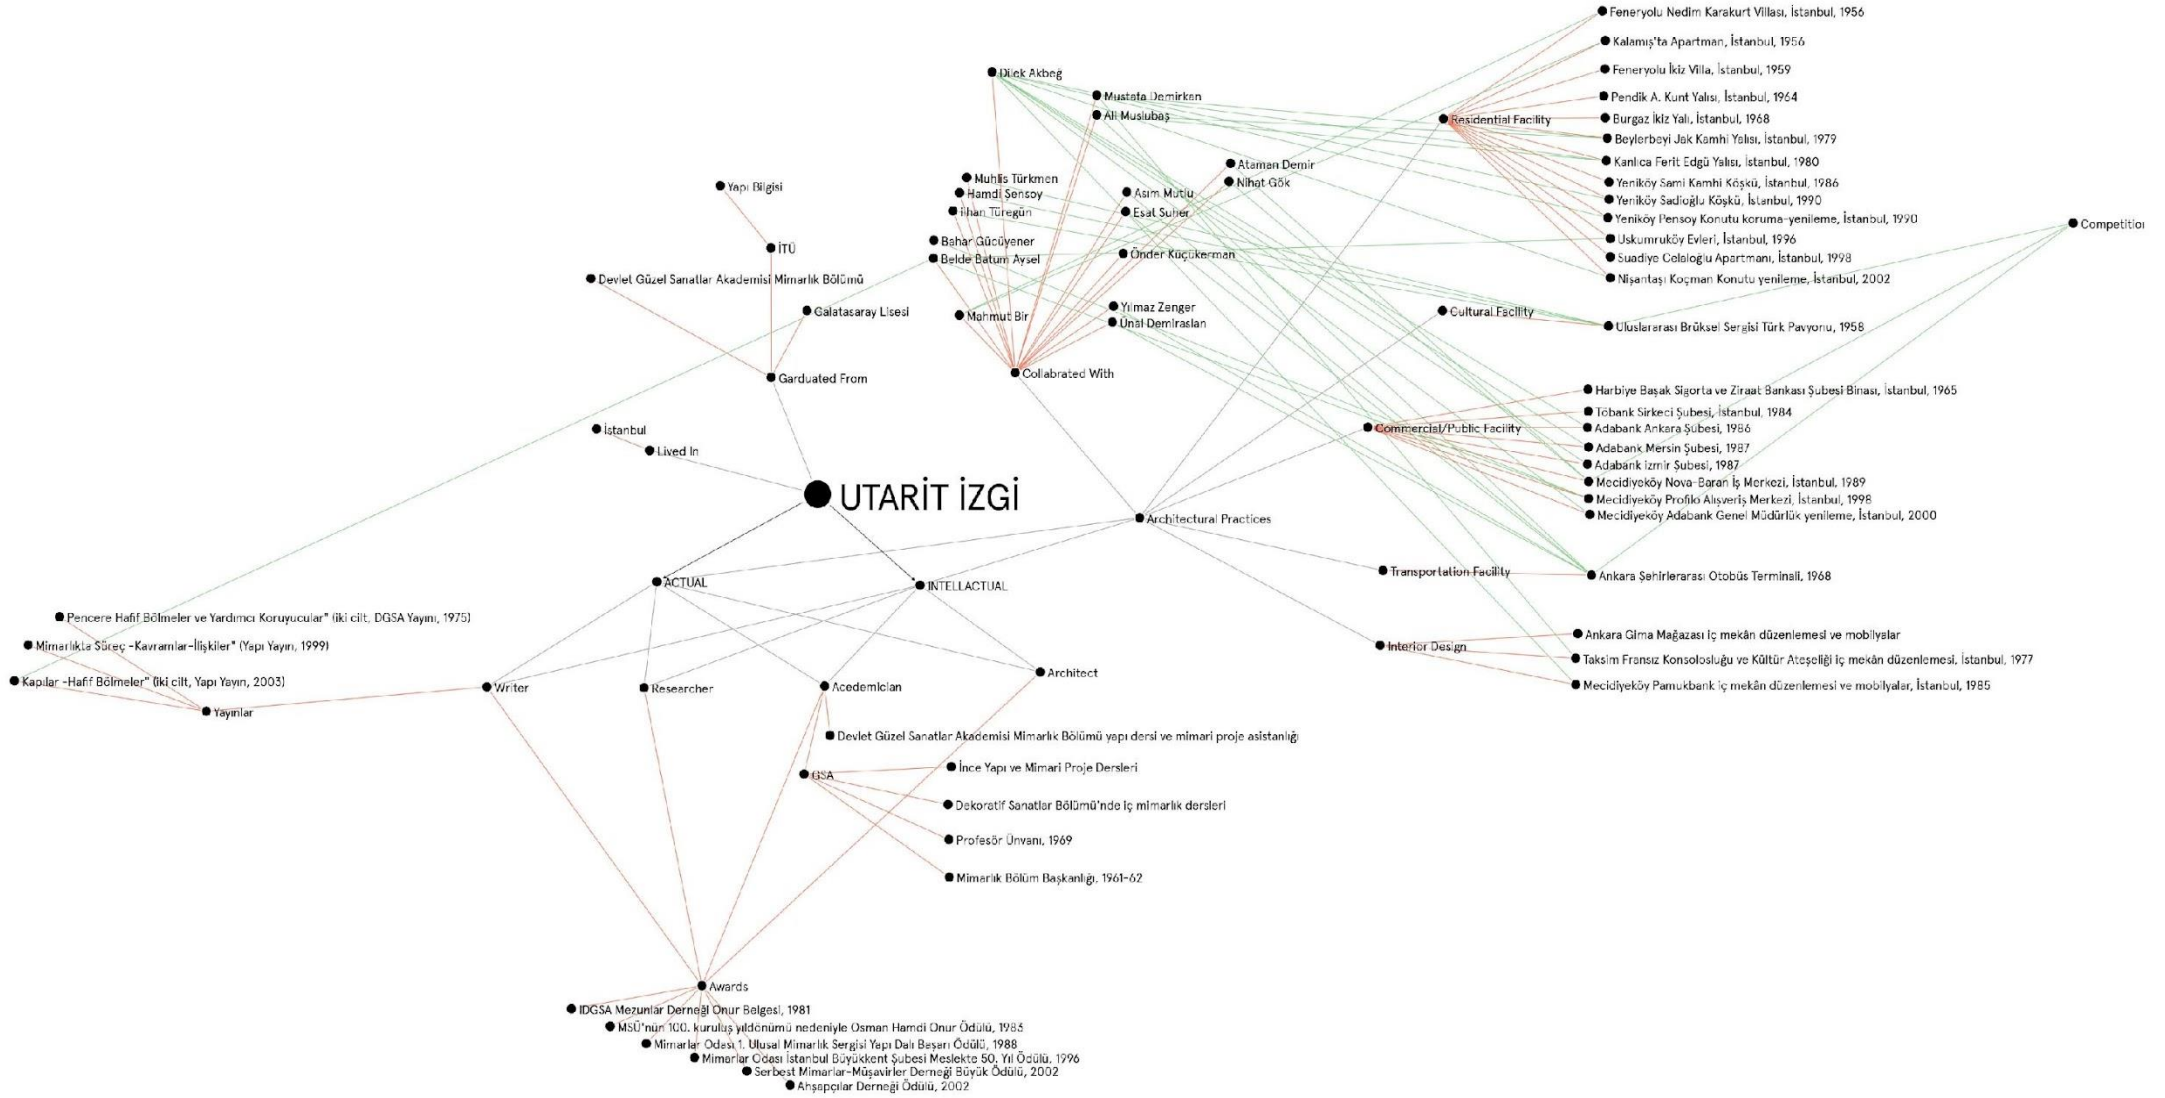 Feneryolu Nedim Karakurt Villası, İstanbul, 1956
Kalamış'ta Apartman, İstanbul, 1956
Feneryolu İkiz Villa, İstanbul, 1959
Pendik A. Kunt Yalısı, İstanbul, 1964
Residential Facility
Burgaz İkiz Yalı, İstanbul, 1968
Beylerbeyi Jak Kamhi Yalısı, İstanbul, 1979
Kanlıca Ferit Edgü Yalısı, İstanbul, 1980
Yeniköy Sami Kamhi Köşkü, İstanbul, 1986
Yeniköy Sadioğlu Köşkü, İstanbul, 1990
Yeniköy Pensoy Konutu koruma-yenileme, İstanbul, 1990
Uskumruköy Evleri, İstanbul, 1996
Suadiye Celaloğlu Apartmanı, İstanbul, 1998
Nişantaşı Koçman Konutu yenileme, İstanbul, 2002
Competition
Dilek Akbeğ
Mustafa Demirkan
Ali Muslubaş
Ataman Demir
Nihat Gök
Muhlis Türkmen
Hamdi Şensoy
İlhan Türegün
Asım Mutlu
Esat Suher
Bahar Gücüyener
Belde Batum Aysel
Önder Küçükerman
Mahmut Bir
Yılmaz Zenger
Ünal Demiraslan
Collabrated With
Yapı Bilgisi
İTÜ
Devlet Güzel Sanatlar Akademisi Mimarlık Bölümü
Galatasaray Lisesi
Garduated From
İstanbul
Lived In
UTARİT İZGİ
Cultural Facility
Uluslararası Brüksel Sergisi Türk Pavyonu, 1958
Harbiye Başak Sigorta ve Ziraat Bankası Şubesi Binası, İstanbul, 1965
Töbank Sirkeci Şubesi, İstanbul, 1984
Commercial/Public Facility
Adabank Ankara Şubesi, 1986
Adabank Mersin Şubesi, 1987
Adabank izmir Şubesi, 1987
Mecidiyeköy Nova-Baran İş Merkezi, İstanbul, 1989
Mecidiyeköy Profilo Alışveriş Merkezi, İstanbul, 1998
Mecidiyeköy Adabank Genel Müdürlük yenileme, İstanbul, 2000
Architectural Practices
Transportation Facility
Ankara Şehirlerarası Otobüs Terminali, 1968
Interior Design
Ankara Gima Mağazası iç mekân düzenlemesi ve mobilyalar
Taksim Fransız Konsolosluğu ve Kültür Ateşeliği iç mekân düzenlemesi, İstanbul, 1977
Mecidiyeköy Pamukbank iç mekân düzenlemesi ve mobilyalar, İstanbul, 1985
ACTUAL
INTELLACTUAL
Pencere Hafif Bölmeler ve Yardımcı Koruyucular" (iki cilt, DGSA Yayını, 1975)
Mimarlıkta Süreç -Kavramlar-İlişkiler" (Yapı Yayın, 1999)
Kapılar -Hafif Bölmeler" (iki cilt, Yapı Yayın, 2003)
Yayınlar
Writer
Researcher
Acedemician
Architect
Devlet Güzel Sanatlar Akademisi Mimarlık Bölümü yapı dersi ve mimari proje asistanlığı
GSA
İnce Yapı ve Mimari Proje Dersleri
Dekoratif Sanatlar Bölümü'nde iç mimarlık dersleri
Profesör Ünvanı, 1969
Mimarlık Bölüm Başkanlığı, 1961-62
Awards
IDGSA Mezunlar Derneği Onur Belgesi, 1981
MSÜ'nün 100. kuruluş yıldönümü nedeniyle Osman Hamdi Onur Ödülü, 1983
Mimarlar Odası 1. Ulusal Mimarlık Sergisi Yapı Dalı Başarı Ödülü, 1988
Mimarlar Odası İstanbul Büyükkent Şubesi Meslekte 50. Yıl Ödülü, 1996
Serbest Mimarlar-Müşavirler Derneği Büyük Ödülü, 2002
Ahşapçılar Derneği Ödülü, 2002